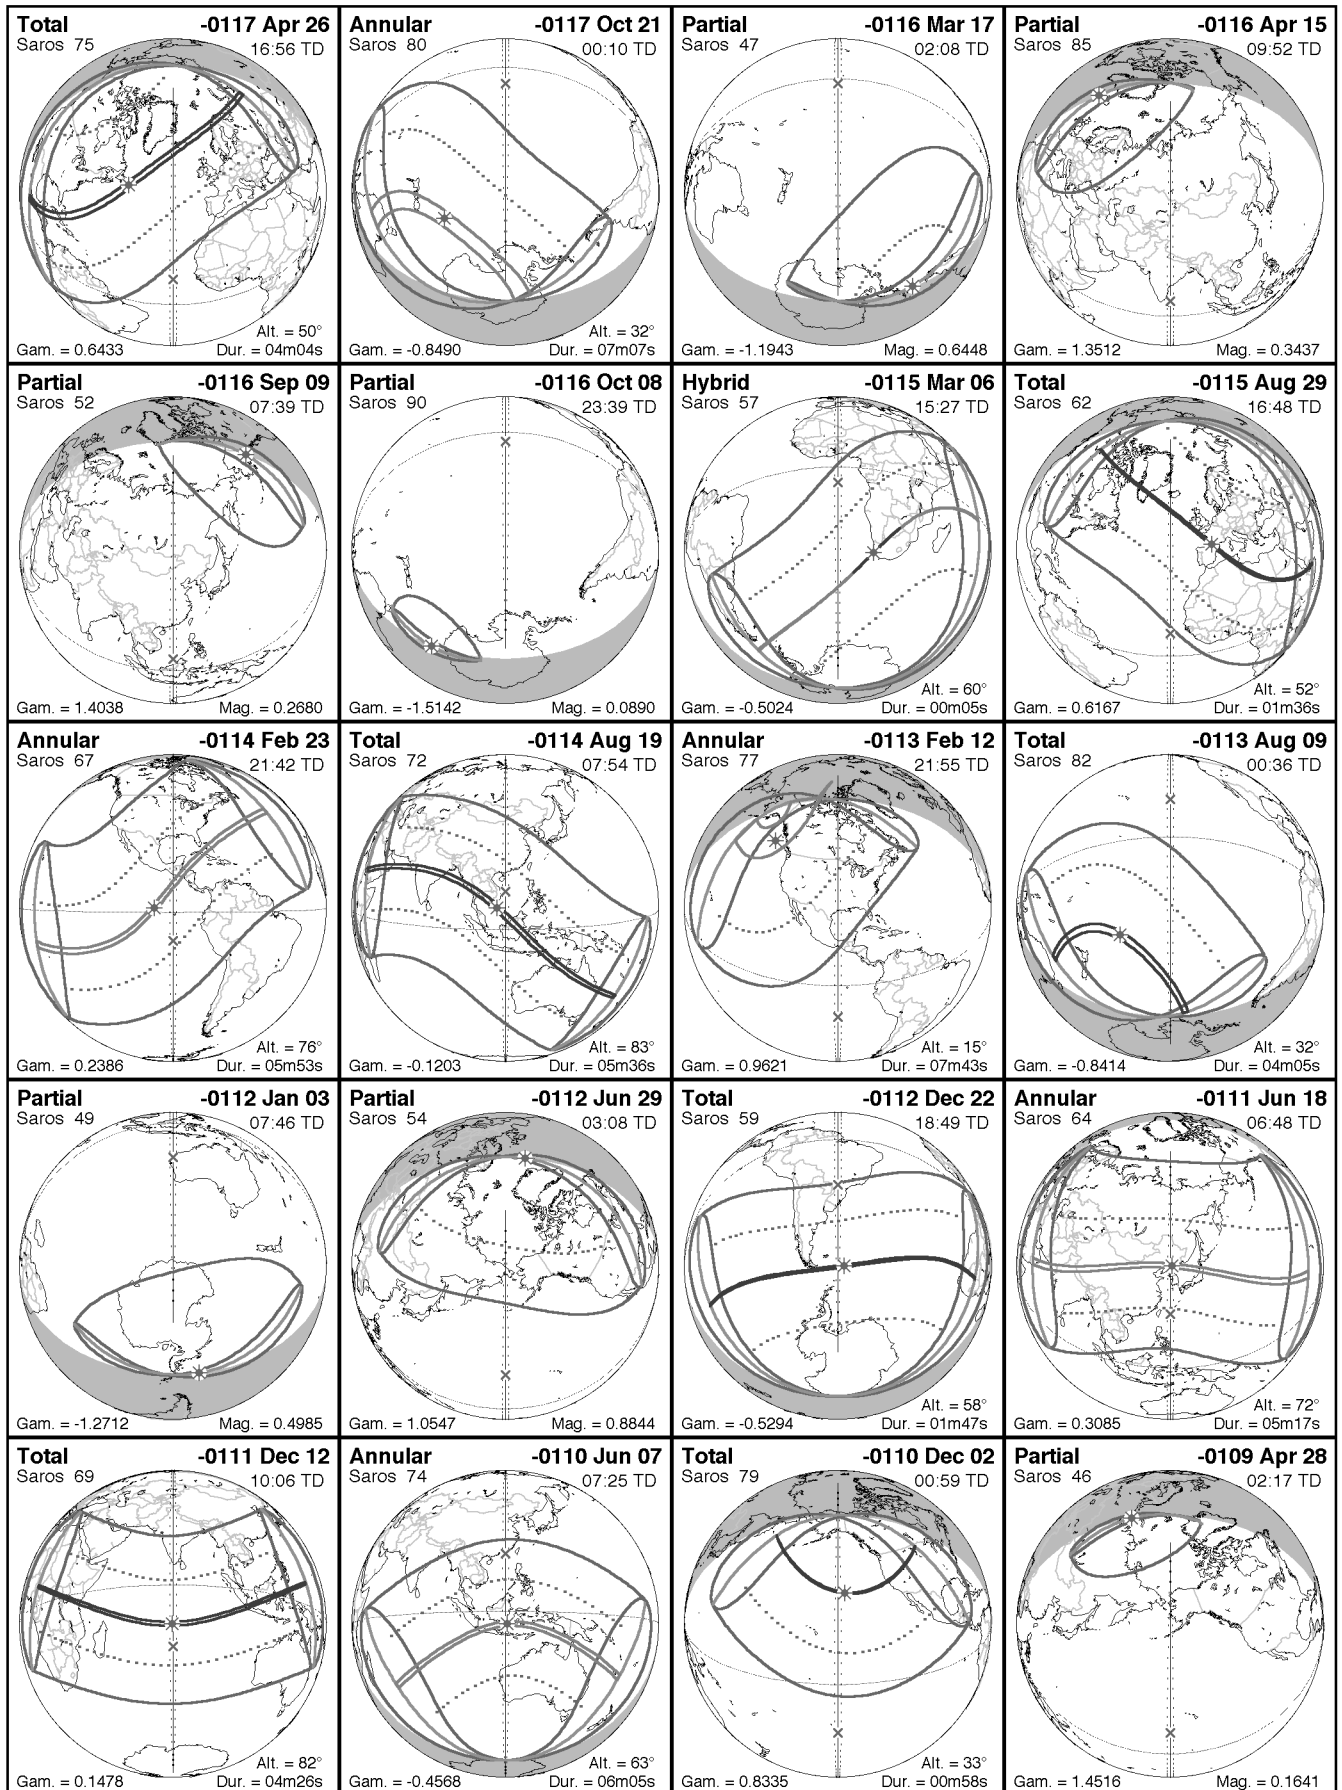 Total -0117 Apr 26
Saros 75 16:56 TD
Alt. = 50°
Gam. = 0.6433 Dur. = 04m04s
Annular -0117 Oct 21
Saros 80 00:10 TD
Alt. = 32°
Gam. = -0.8490 Dur. = 07m07s
Partial -0116 Mar 17
Saros 47 02:08 TD
Gam. = -1.1943 Mag. = 0.6448
Partial -0116 Apr 15
Saros 85 09:52 TD
Gam. = 1.3512 Mag. = 0.3437
Partial -0116 Sep 09
Saros 52 07:39 TD
Gam. = 1.4038 Mag. = 0.2680
Partial -0116 Oct 08
Saros 90 23:39 TD
Gam. = -1.5142 Mag. = 0.0890
Hybrid -0115 Mar 06
Saros 57 15:27 TD
Alt. = 60°
Gam. = -0.5024 Dur. = 00m05s
Total -0115 Aug 29
Saros 62 16:48 TD
Alt. = 52°
Gam. = 0.6167 Dur. = 01m36s
Annular -0114 Feb 23
Saros 67 21:42 TD
Alt. = 76°
Gam. = 0.2386 Dur. = 05m53s
Total -0114 Aug 19
Saros 72 07:54 TD
Alt. = 83°
Gam. = -0.1203 Dur. = 05m36s
Annular -0113 Feb 12
Saros 77 21:55 TD
Alt. = 15°
Gam. = 0.9621 Dur. = 07m43s
Total -0113 Aug 09
Saros 82 00:36 TD
Alt. = 32°
Gam. = -0.8414 Dur. = 04m05s
Partial -0112 Jan 03
Saros 49 07:46 TD
Gam. = -1.2712 Mag. = 0.4985
Partial -0112 Jun 29
Saros 54 03:08 TD
Gam. = 1.0547 Mag. = 0.8844
Total -0112 Dec 22
Saros 59 18:49 TD
Alt. = 58°
Gam. = -0.5294 Dur. = 01m47s
Annular -0111 Jun 18
Saros 64 06:48 TD
Alt. = 72°
Gam. = 0.3085 Dur. = 05m17s
Total -0111 Dec 12
Saros 69 10:06 TD
Alt. = 82°
Gam. = 0.1478 Dur. = 04m26s
Annular -0110 Jun 07
Saros 74 07:25 TD
Alt. = 63°
Gam. = -0.4568 Dur. = 06m05s
Total -0110 Dec 02
Saros 79 00:59 TD
Alt. = 33°
Gam. = 0.8335 Dur. = 00m58s
Partial -0109 Apr 28
Saros 46 02:17 TD
Gam. = 1.4516 Mag. = 0.1641